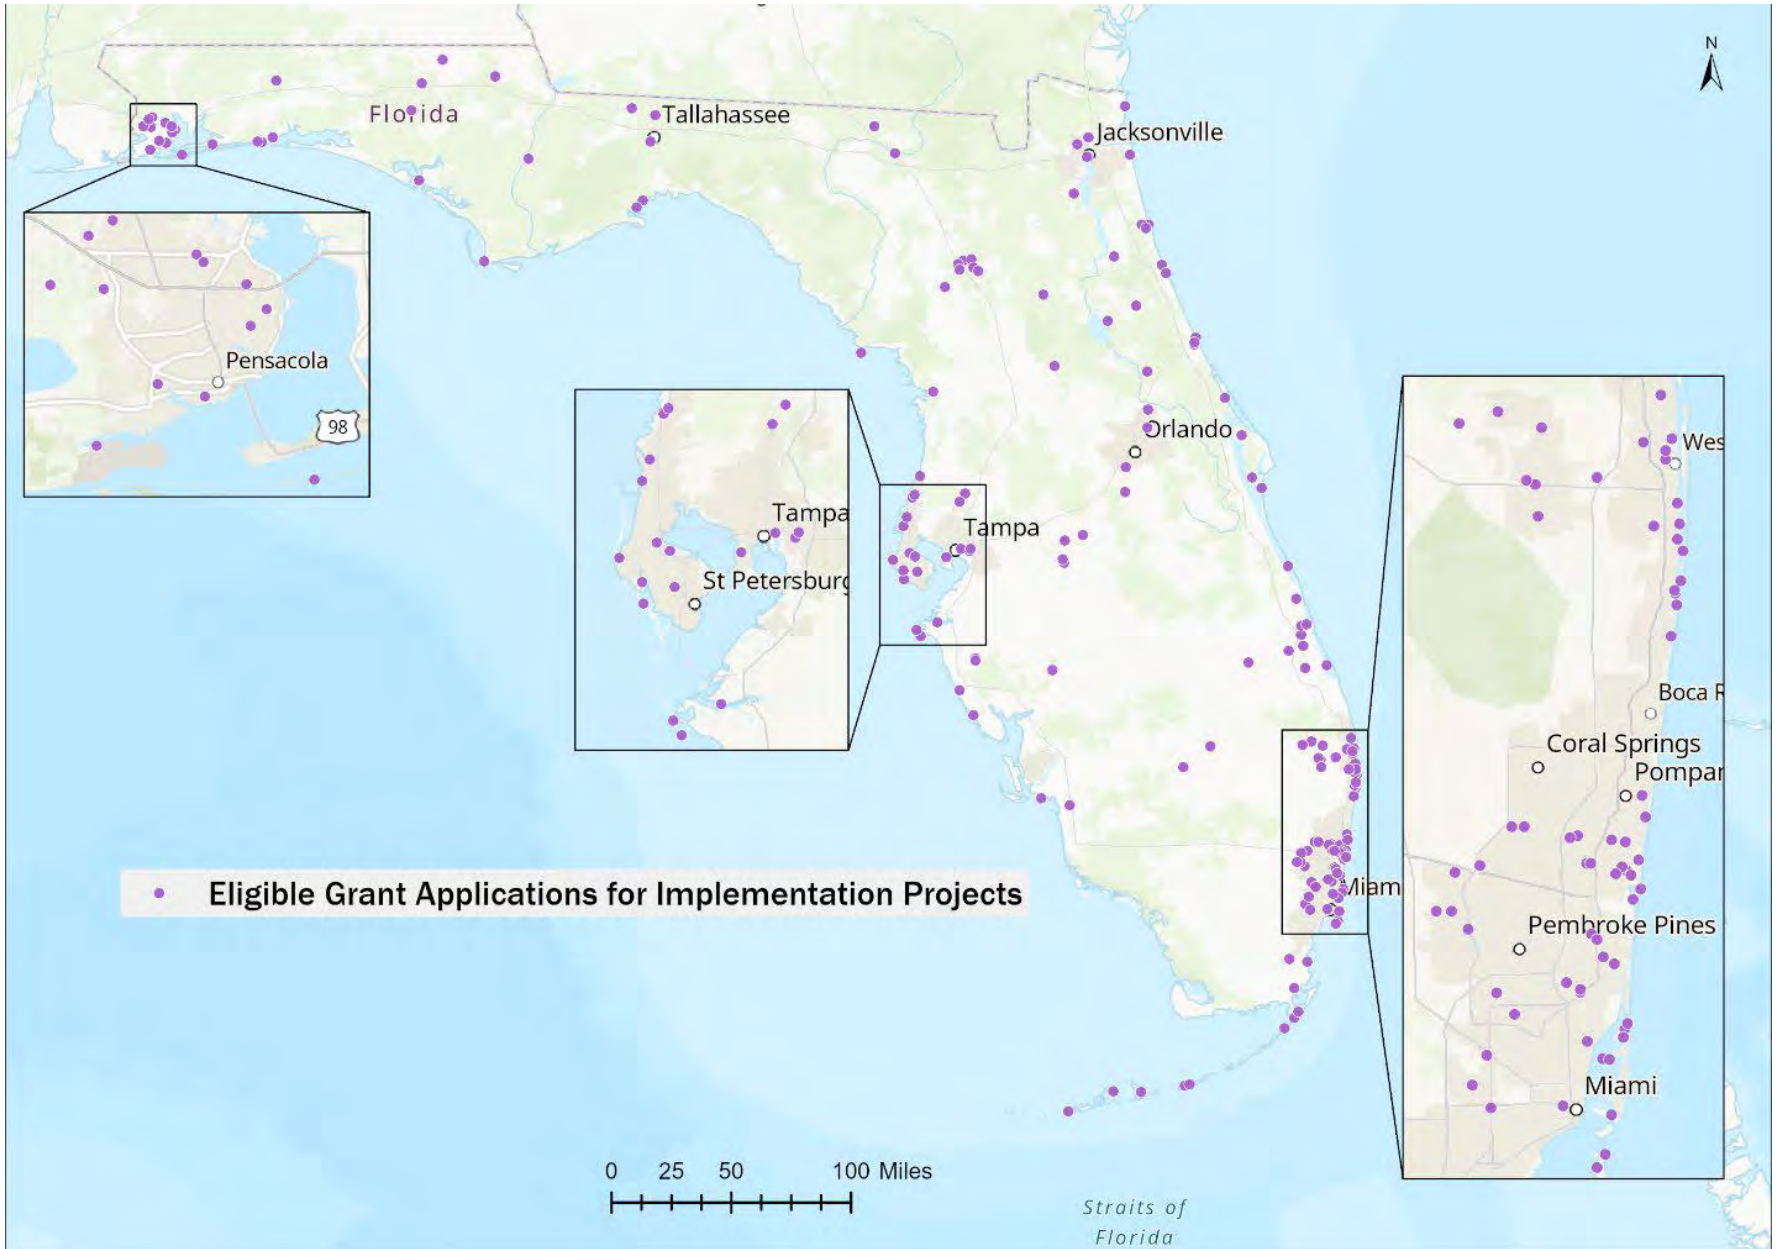 N
Florida
Tallahassee
Jacksonville
Pensacola
98
Orlando
Tampa
St Petersburg
Tampa
Wes
Boca R
Coral Springs
Pompar
Pembroke Pines
Miami
Miam
Eligible Grant Applications for Implementation Projects
0 25 50 100 Miles
Straits of
Florida